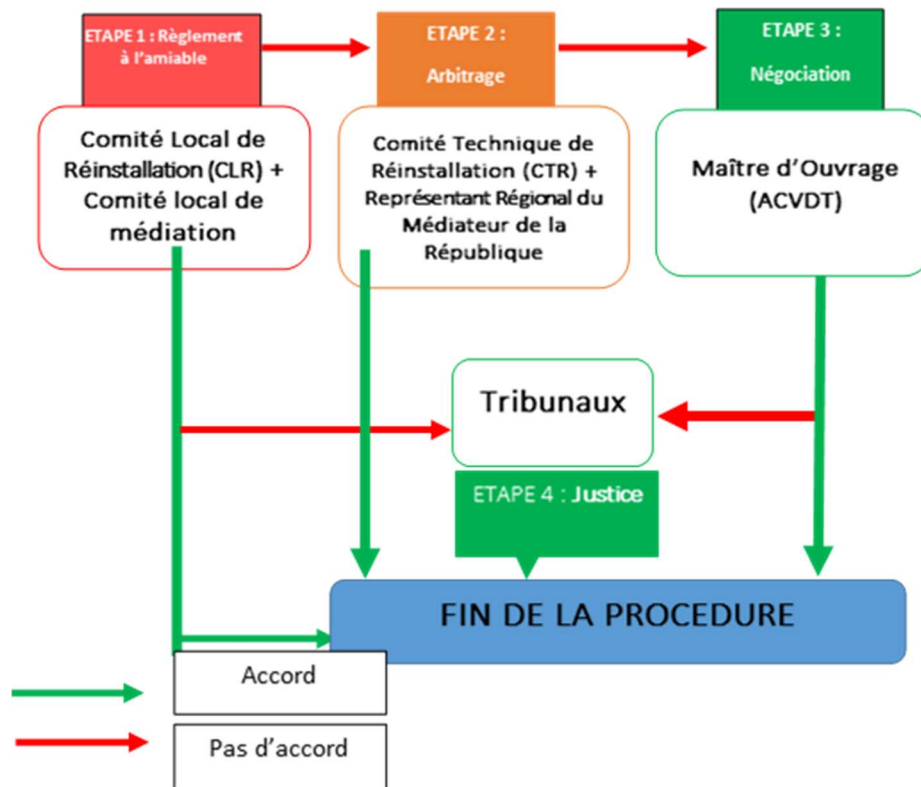 ETAPE 1 : Règlement
à l'amiable
ETAPE 2 :
Arbitrage
ETAPE 3 :
Négociation
Comité Local de
Réinstallation (CLR) +
Comité local de
médiation
Comité Technique de
Réinstallation (CTR) +
Représentant Régional du
Médiateur de la
République
Maître d'Ouvrage
(ACVDT)
Tribunaux
ETAPE 4 : Justice
FIN DE LA PROCEDURE
Accord
Pas d'accord